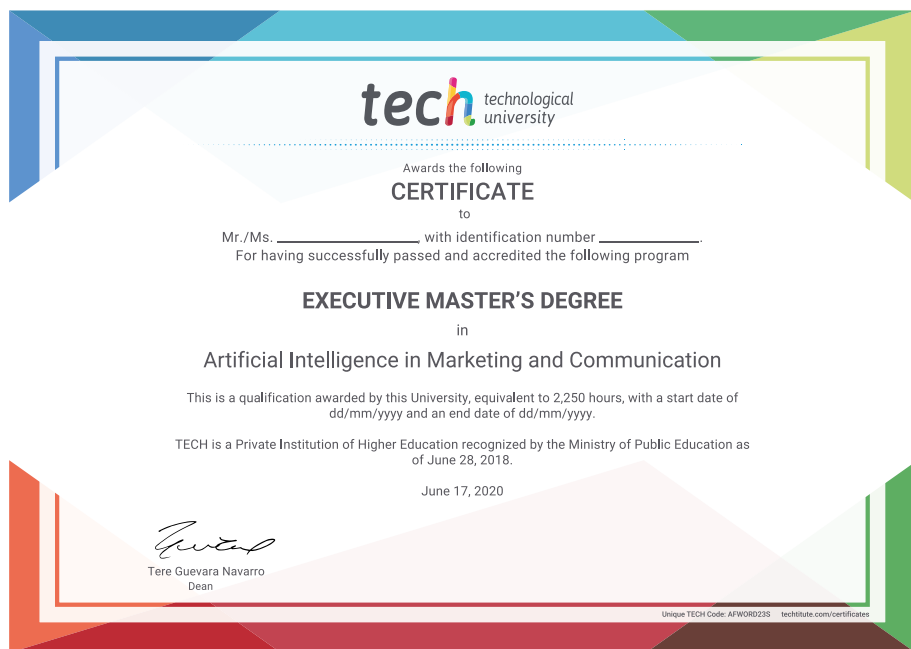 tech technological
university
Awards the following
CERTIFICATE
to
Mr./Ms. ____________________, with identification number ______________.
For having successfully passed and accredited the following program
EXECUTIVE MASTER'S DEGREE
in
Artificial Intelligence in Marketing and Communication
This is a qualification awarded by this University, equivalent to 2,250 hours, with a start date of
dd/mm/yyyy and an end date of dd/mm/yyyy.
TECH is a Private Institution of Higher Education recognized by the Ministry of Public Education as
of June 28, 2018.
June 17, 2020
Tere Guevara Navarro
Dean
Unique TECH Code: AFWORD23S techtitute.com/certificates